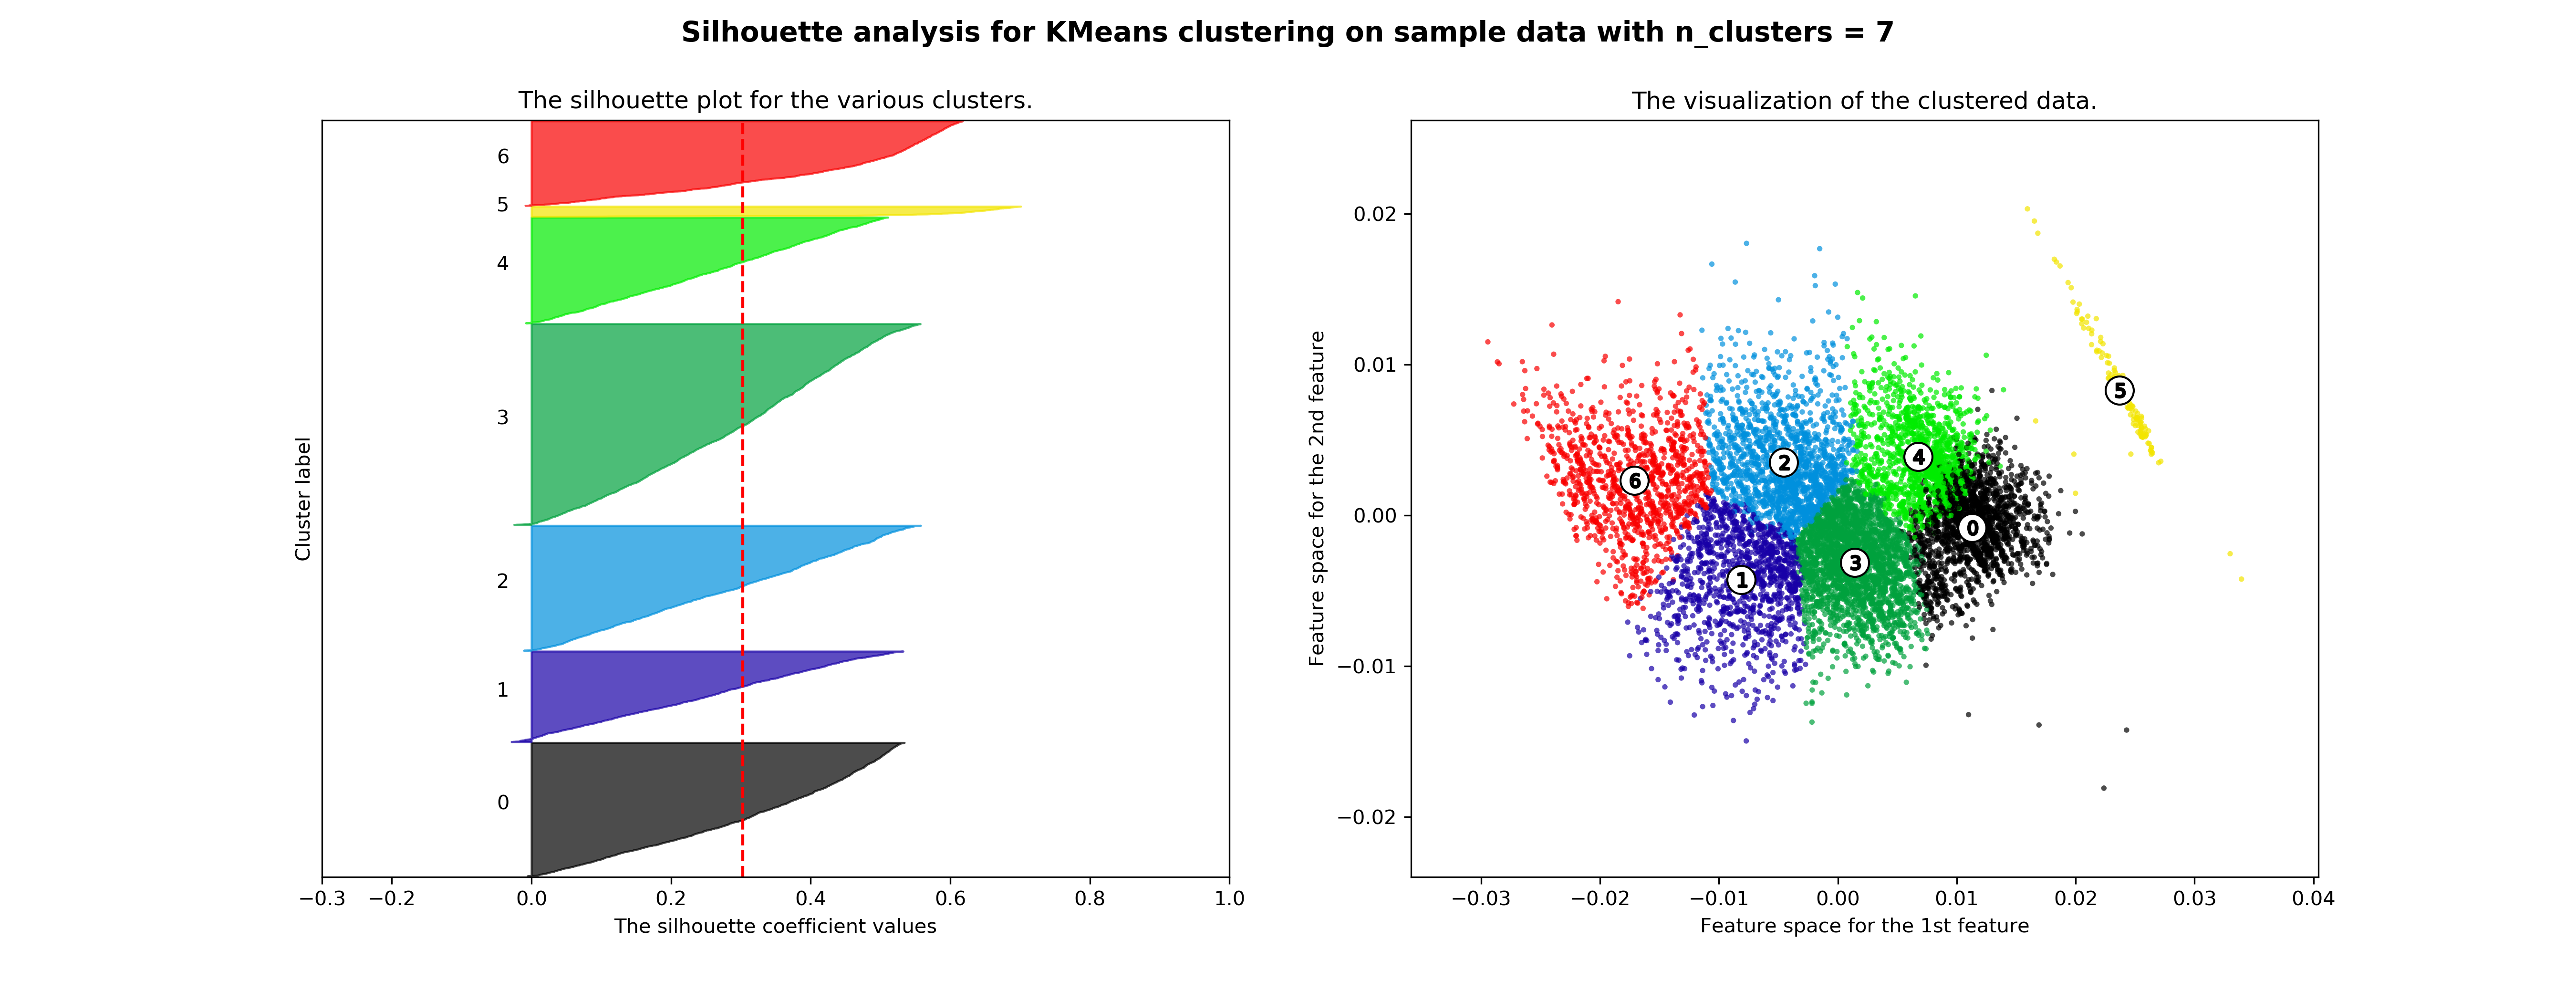 Silhouette analysis for KMeans clustering on sample data with n_clusters = 7
The silhouette plot for the various clusters.
Cluster label
6
5
4
3
2
1
0
−0.3 −0.2 0.0 0.2 0.4 0.6 0.8 1.0
The silhouette coefficient values
The visualization of the clustered data.
Feature space for the 2nd feature
0.02
0.01
0.00
−0.01
−0.02
5
4
2
6
0
3
1
−0.03 −0.02 −0.01 0.00 0.01 0.02 0.03 0.04
Feature space for the 1st feature